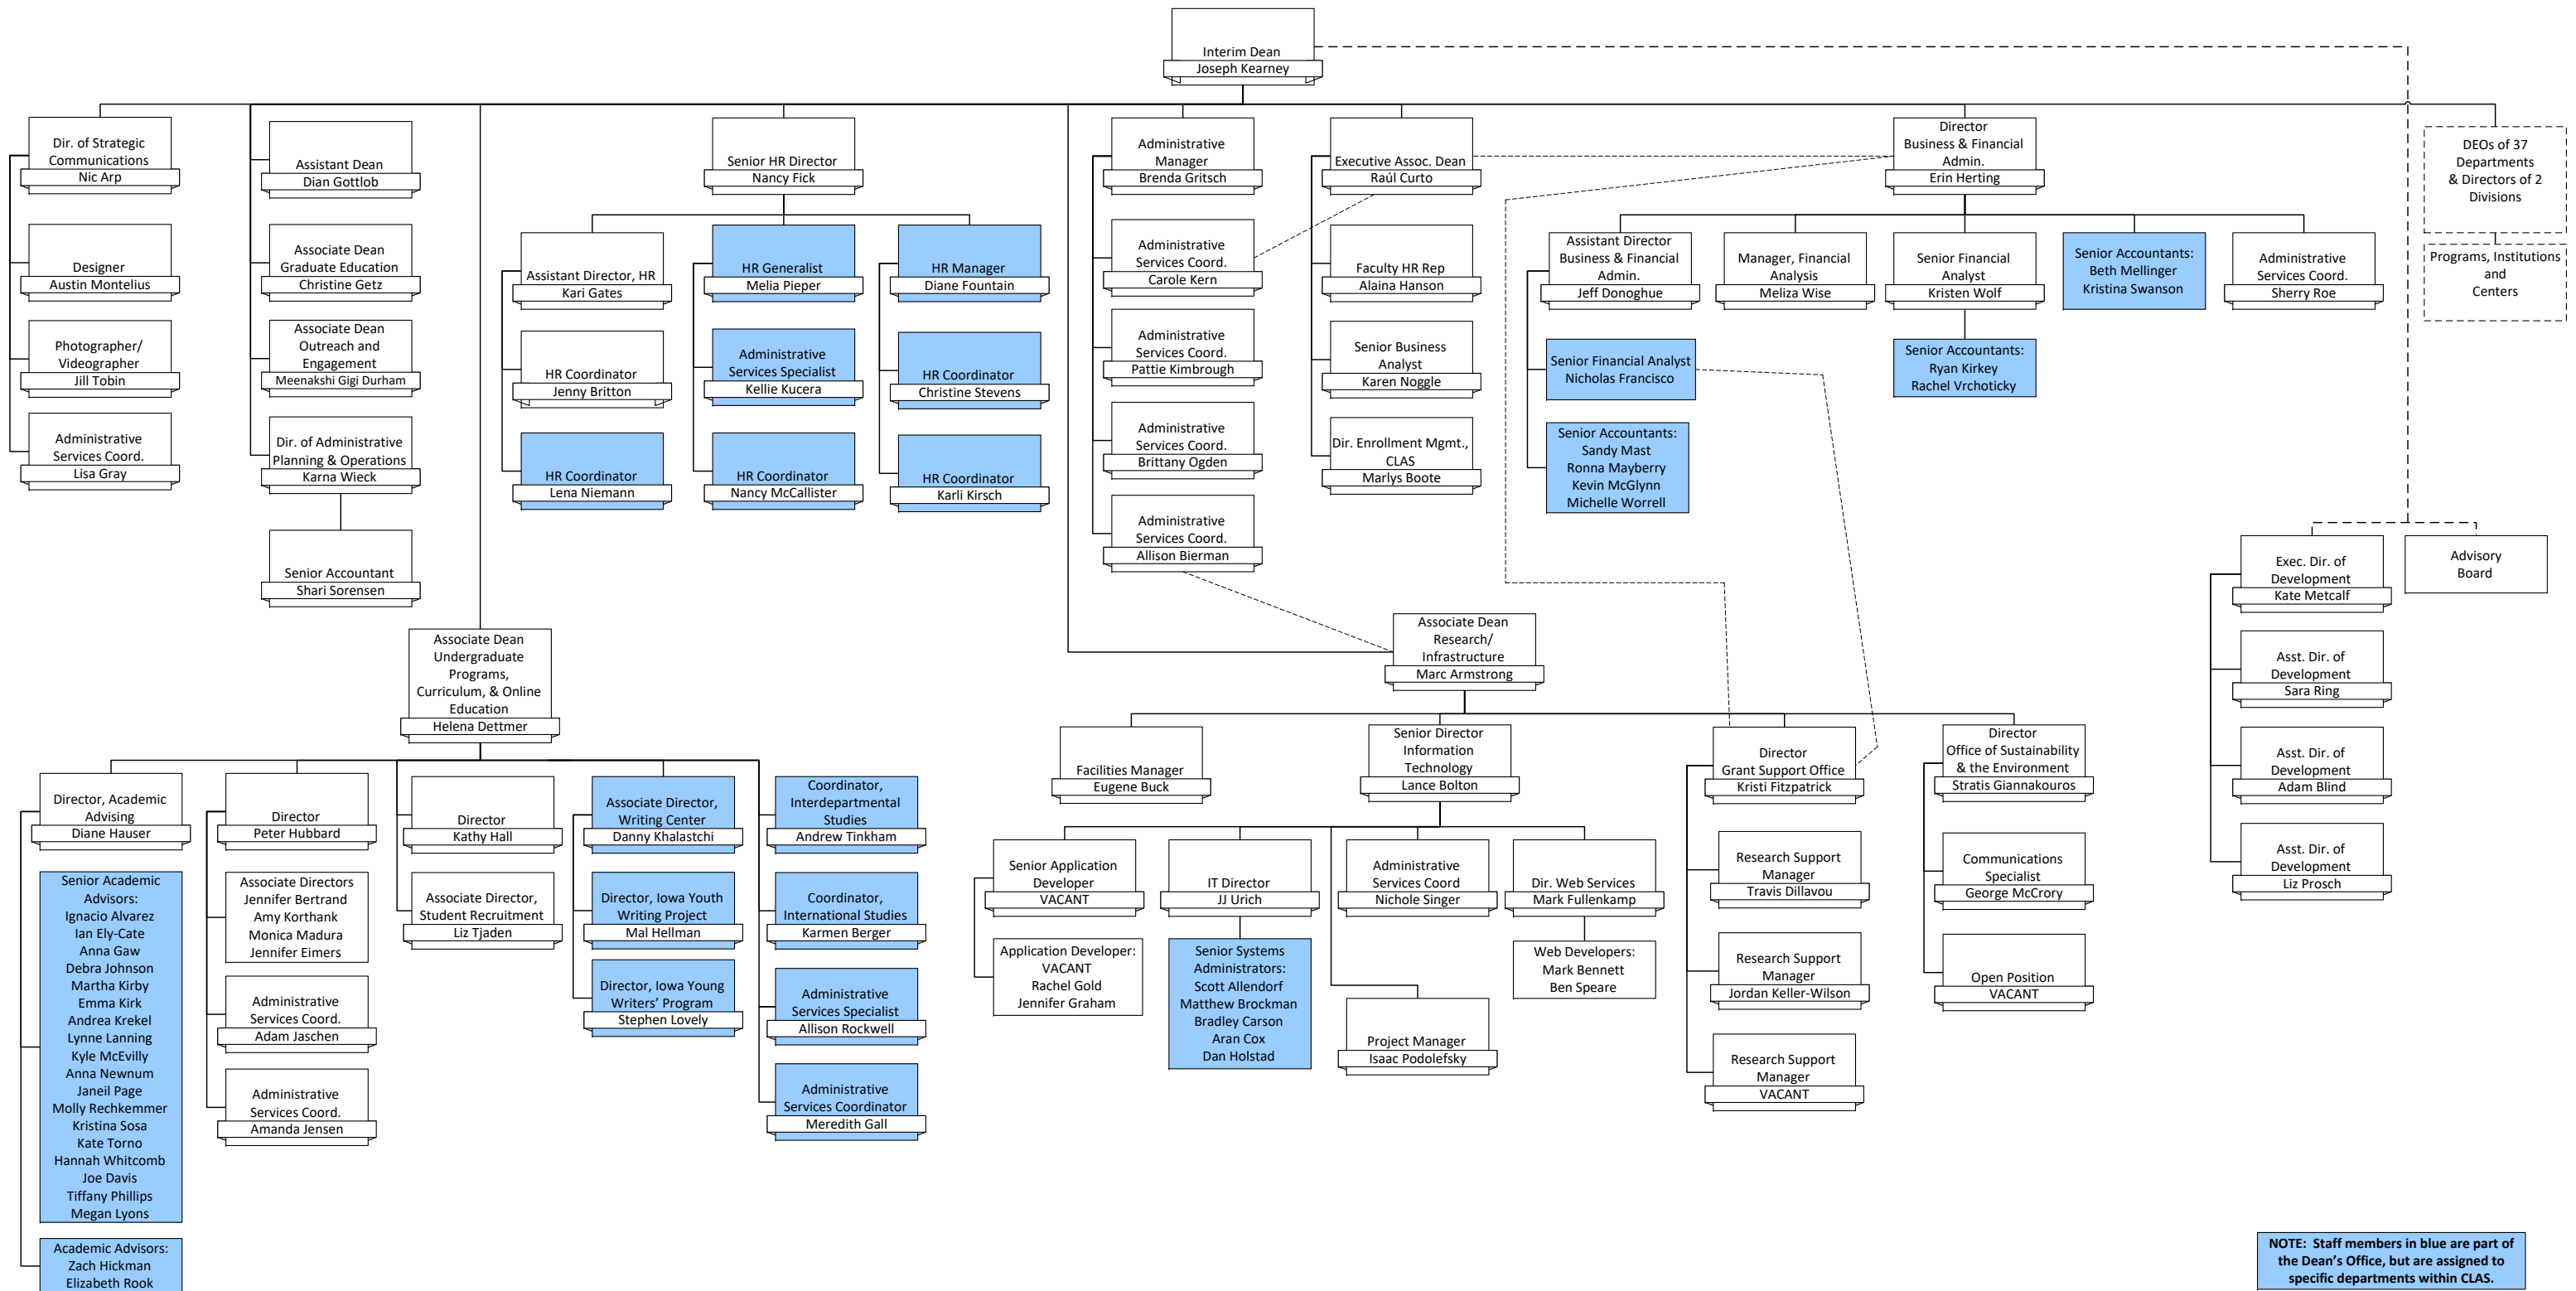 Interim Dean
Joseph Kearney
Dir. of Strategic
Communications
Nic Arp
Designer
Austin Montelius
Photographer/
Videographer
Jill Tobin
Administrative
Services Coord.
Lisa Gray
Assistant Dean
Dian Gottlob
Associate Dean
Graduate Education
Christine Getz
Associate Dean
Outreach and
Engagement
Meenakshi Gigi Durham
Dir. of Administrative
Planning & Operations
Karna Wieck
Senior Accountant
Shari Sorensen
Senior HR Director
Nancy Fick
Assistant Director, HR
Kari Gates
HR Coordinator
Jenny Britton
HR Coordinator
Lena Niemann
HR Generalist
Melia Pieper
Administrative
Services Specialist
Kellie Kucera
HR Coordinator
Nancy McCallister
HR Manager
Diane Fountain
HR Coordinator
Christine Stevens
HR Coordinator
Karli Kirsch
Administrative
Manager
Brenda Gritsch
Administrative
Services Coord.
Carole Kern
Administrative
Services Coord.
Pattie Kimbrough
Administrative
Services Coord.
Brittany Ogden
Administrative
Services Coord.
Allison Bierman
Executive Assoc. Dean
Raúl Curto
Faculty HR Rep
Alaina Hanson
Senior Business
Analyst
Karen Noggle
Dir. Enrollment Mgmt.,
CLAS
Marlys Boote
Director
Business & Financial
Admin.
Erin Herting
Assistant Director
Business & Financial
Admin.
Jeff Donoghue
Senior Financial Analyst
Nicholas Francisco
Senior Accountants:
Sandy Mast
Ronna Mayberry
Kevin McGlynn
Michelle Worrell
Manager, Financial
Analysis
Meliza Wise
Senior Financial
Analyst
Kristen Wolf
Senior Accountants:
Ryan Kirkey
Rachel Vrchoticky
Senior Accountants:
Beth Mellinger
Kristina Swanson
Administrative
Services Coord.
Sherry Roe
DEOs of 37
Departments
& Directors of 2
Divisions
Programs, Institutions
and
Centers
Exec. Dir. of
Development
Kate Metcalf
Advisory
Board
Asst. Dir. of
Development
Sara Ring
Asst. Dir. of
Development
Adam Blind
Asst. Dir. of
Development
Liz Prosch
Associate Dean
Undergraduate
Programs,
Curriculum, & Online
Education
Helena Dettmer
Director, Academic
Advising
Diane Hauser
Senior Academic
Advisors:
Ignacio Alvarez
Ian Ely-Cate
Anna Gaw
Debra Johnson
Martha Kirby
Emma Kirk
Andrea Krekel
Lynne Lanning
Kyle McEvilly
Anna Newnum
Janeil Page
Molly Rechkemmer
Kristina Sosa
Kate Torno
Hannah Whitcomb
Joe Davis
Tiffany Phillips
Megan Lyons
Academic Advisors:
Zach Hickman
Elizabeth Rook
Director
Peter Hubbard
Associate Directors
Jennifer Bertrand
Amy Korthank
Monica Madura
Jennifer Eimers
Administrative
Services Coord.
Adam Jaschen
Administrative
Services Coord.
Amanda Jensen
Director
Kathy Hall
Associate Director,
Student Recruitment
Liz Tjaden
Associate Director,
Writing Center
Danny Khalastchi
Director, Iowa Youth
Writing Project
Mal Hellman
Director, Iowa Young
Writers’ Program
Stephen Lovely
Coordinator,
Interdepartmental
Studies
Andrew Tinkham
Coordinator,
International Studies
Karmen Berger
Administrative
Services Specialist
Allison Rockwell
Administrative
Services Coordinator
Meredith Gall
Associate Dean
Research/
Infrastructure
Marc Armstrong
Facilities Manager
Eugene Buck
Senior Director
Information
Technology
Lance Bolton
Senior Application
Developer
VACANT
Application Developer:
VACANT
Rachel Gold
Jennifer Graham
IT Director
JJ Urich
Senior Systems
Administrators:
Scott Allendorf
Matthew Brockman
Bradley Carson
Aran Cox
Dan Holstad
Administrative
Services Coord
Nichole Singer
Project Manager
Isaac Podolefsky
Dir. Web Services
Mark Fullenkamp
Web Developers:
Mark Bennett
Ben Speare
Director
Grant Support Office
Kristi Fitzpatrick
Research Support
Manager
Travis Dillavou
Research Support
Manager
Jordan Keller-Wilson
Research Support
Manager
VACANT
Director
Office of Sustainability
& the Environment
Stratis Giannakouros
Communications
Specialist
George McCrory
Open Position
VACANT
NOTE: Staff members in blue are part of
the Dean’s Office, but are assigned to
specific departments within CLAS.